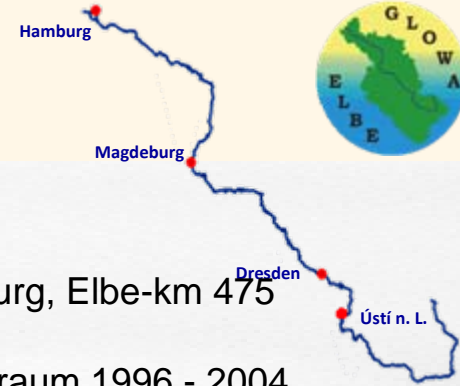 Hamburg
GLOWA
ELBE
Magdeburg
Dresden
urg, Elbe-km 475
Ústí n. L.
raum 1996 - 2004